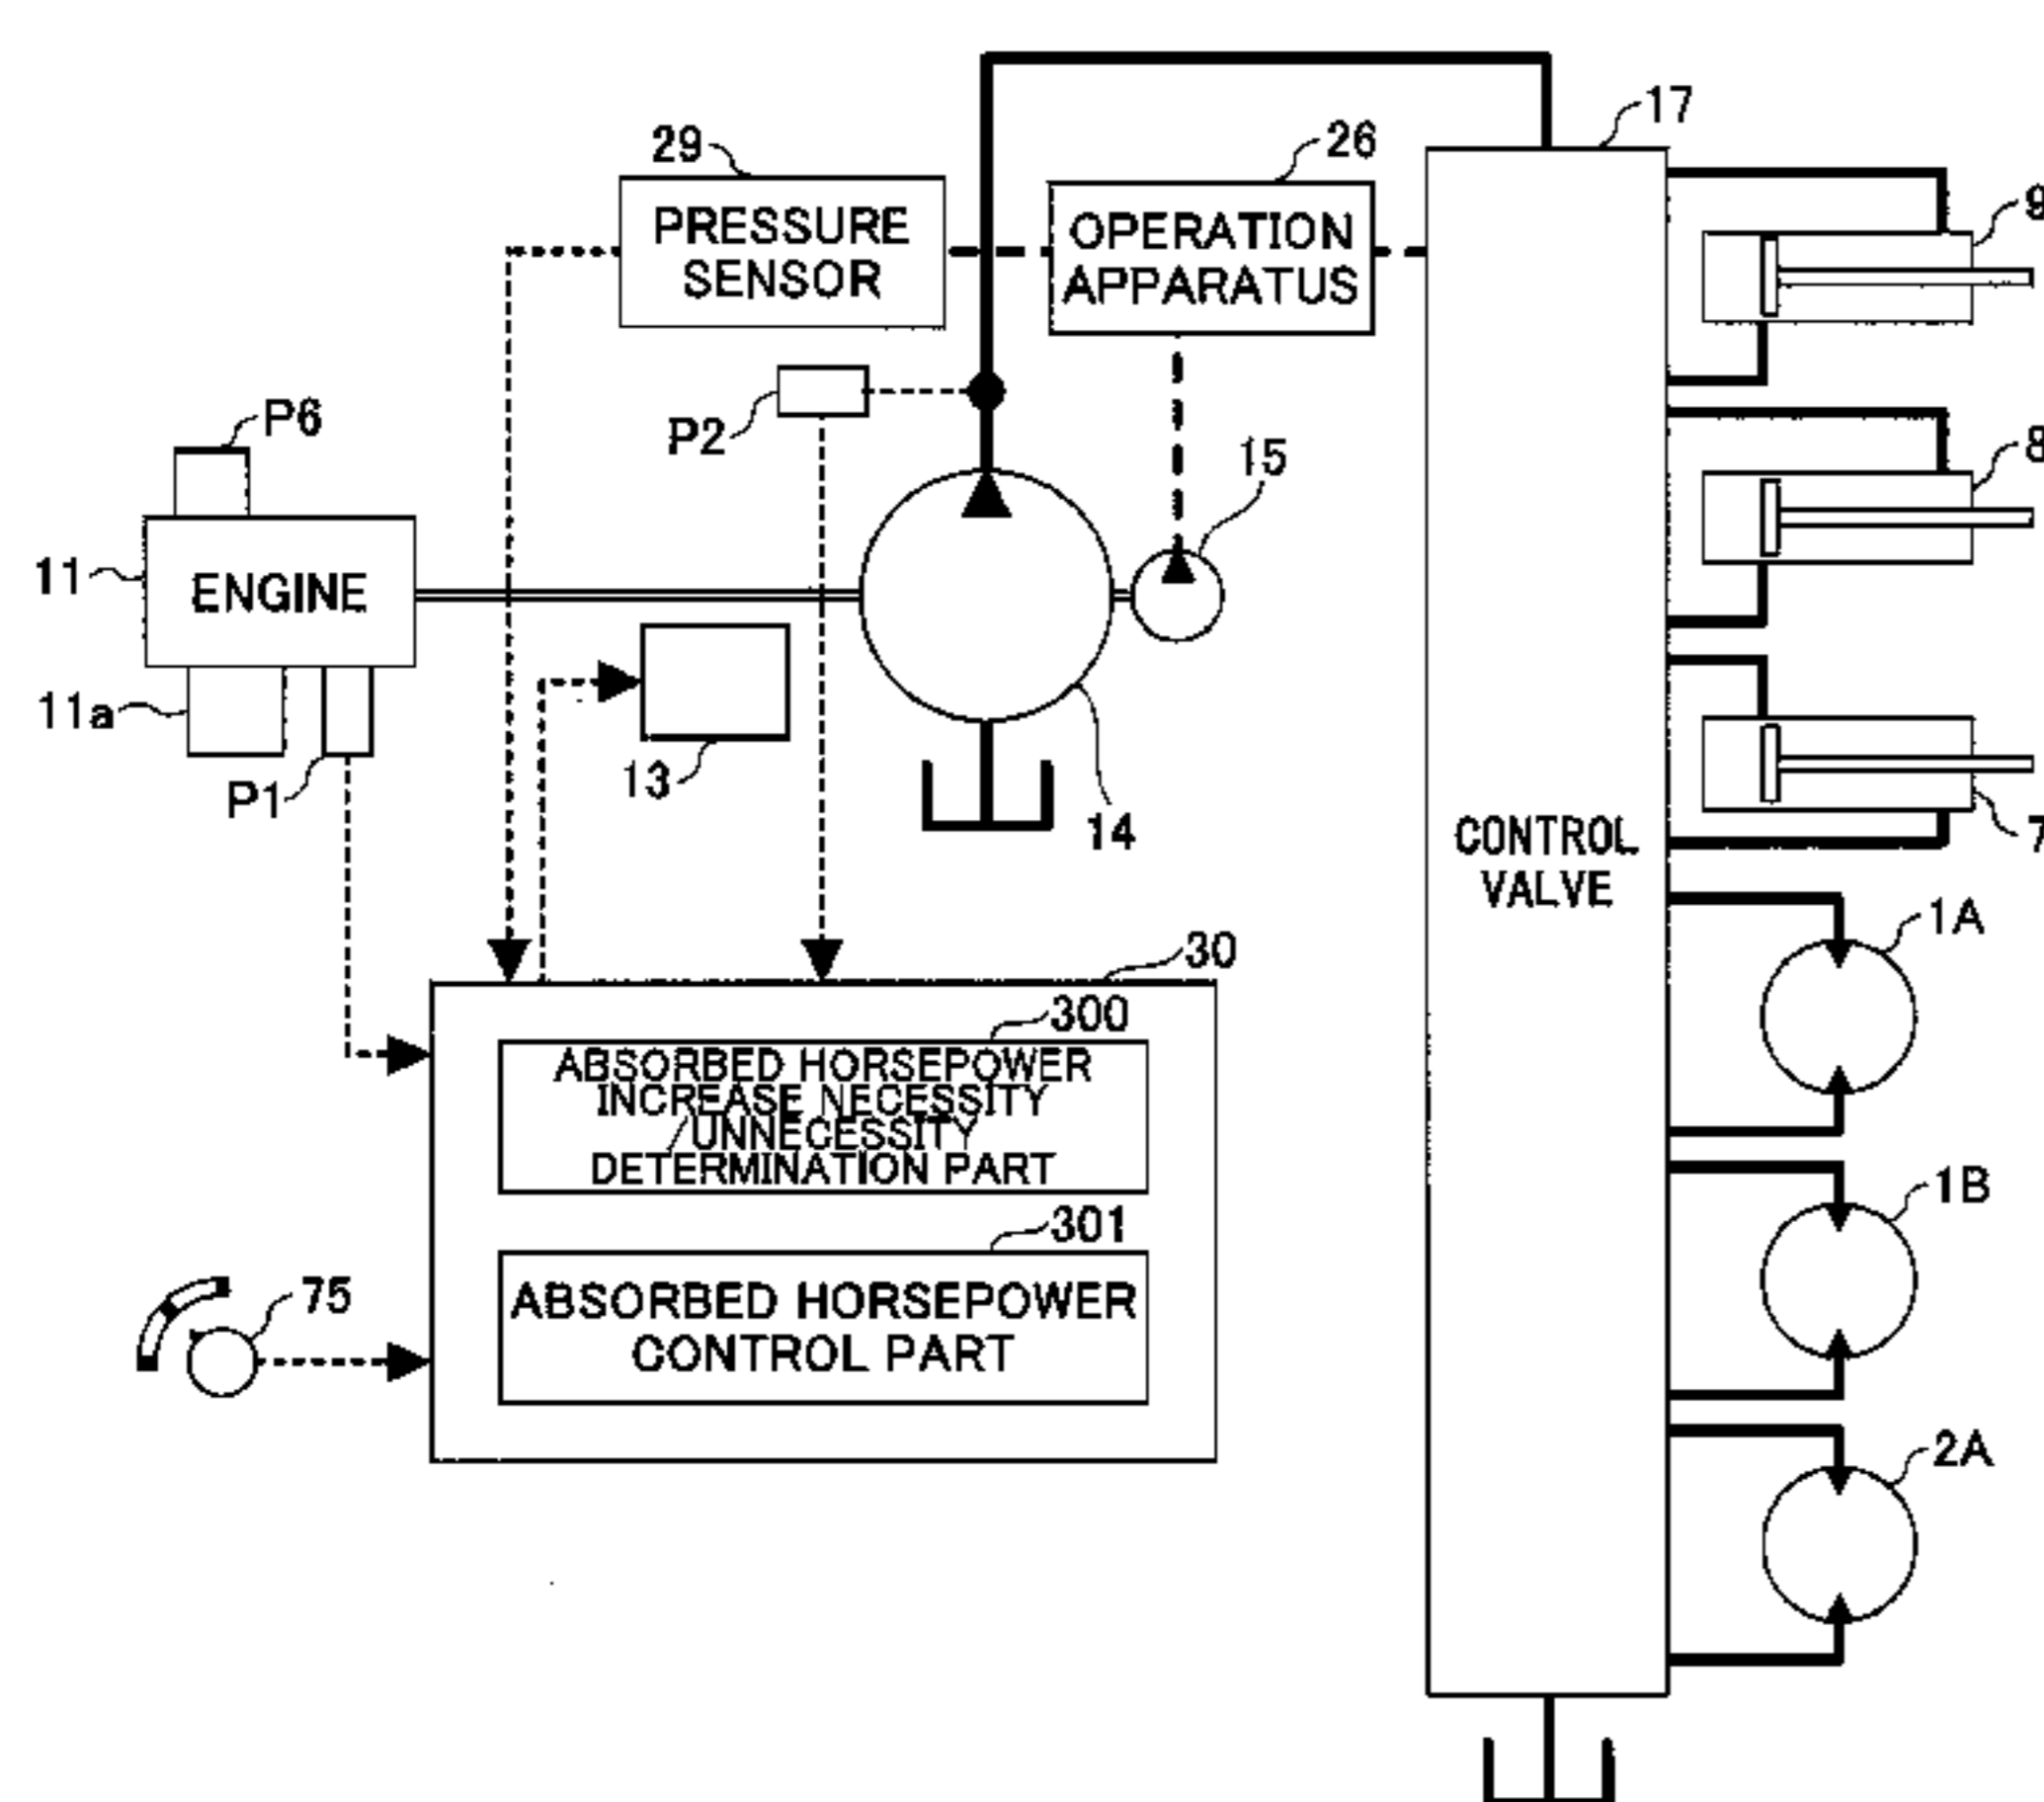 17
29
26
PRESSURE
SENSOR
OPERATION
APPARATUS
9
P6
P2
15
8
11
ENGINE
11a
P1
13
14
7
CONTROL
VALVE
1A
30
300
ABSORBED HORSEPOWER
INCREASE NECESSITY
/UNNECESSITY
DETERMINATION PART
1B
301
75
ABSORBED HORSEPOWER
CONTROL PART
2A